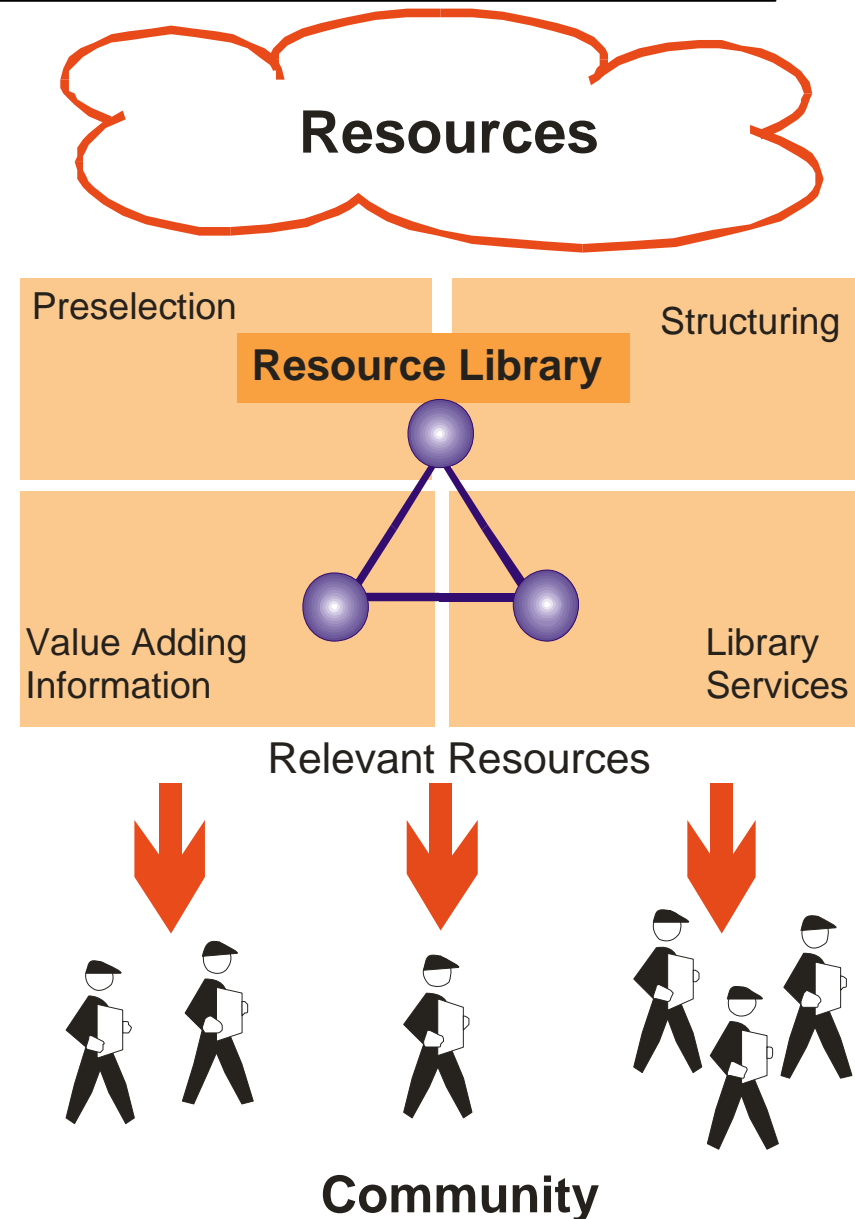 Resources
Preselection
Structuring
Resource Library
Value Adding
Information
Library
Services
Relevant Resources
Community